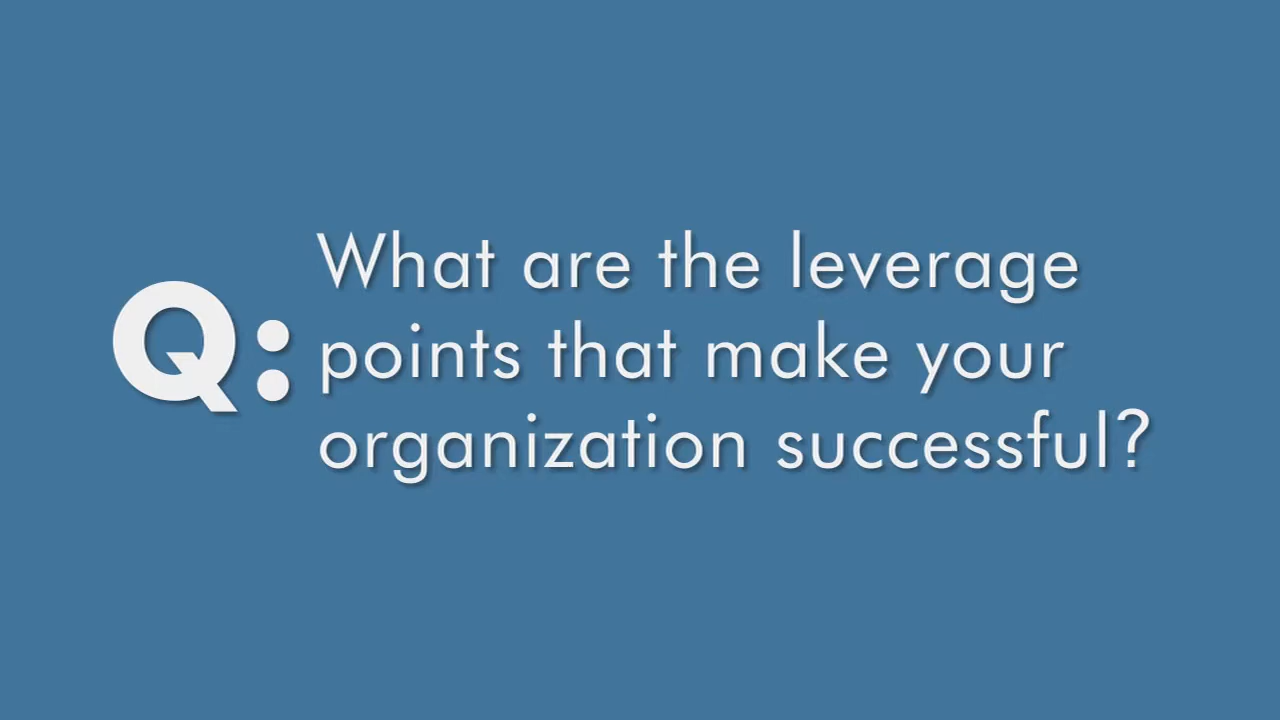 Q:
What are the leverage
points that make your
organization successful?